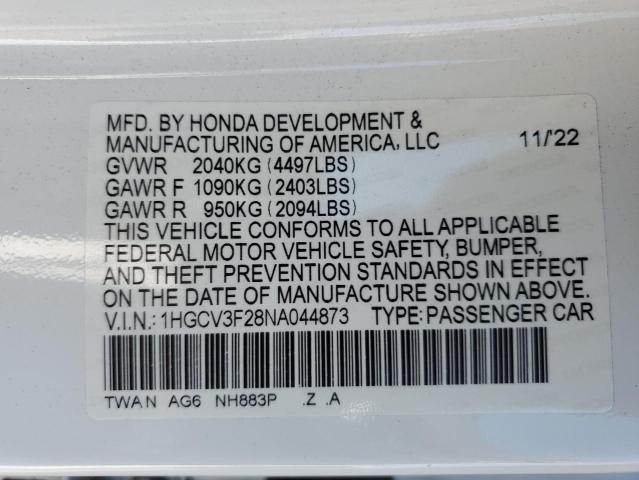 MFD. BY HONDA DEVELOPMENT &
MANUFACTURING OF AMERICA, LLC 11/'22
GVWR 2040KG (4497LBS)
GAWR F 1090KG (2403LBS)
GAWR R 950KG (2094LBS)
THIS VEHICLE CONFORMS TO ALL APPLICABLE
FEDERAL MOTOR VEHICLE SAFETY, BUMPER,
AND THEFT PREVENTION STANDARDS IN EFFECT
ON THE DATE OF MANUFACTURE SHOWN ABOVE.
V.I.N.: 1HGCV3F28NA044873 TYPE: PASSENGER CAR
TWAN AG6 NH883P .Z .A